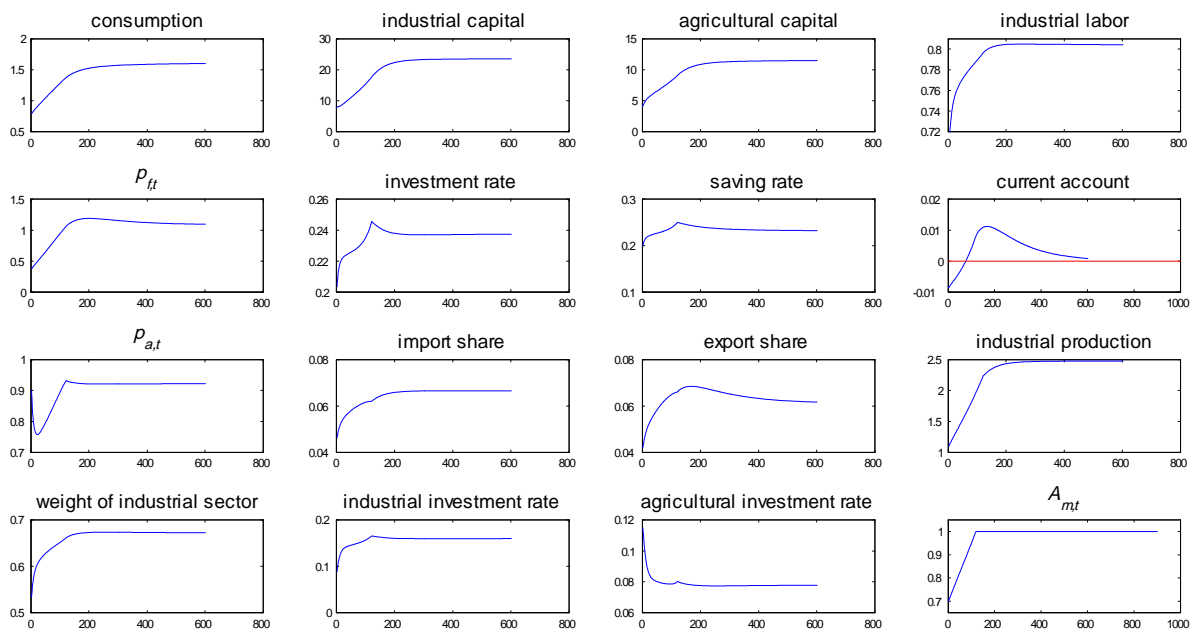 consumption
industrial capital
agricultural capital
industrial labor
2
1.5
1
0.5
0 200 400 600 800
30
20
10
0
0 200 400 600 800
15
10
5
0
0 200 400 600 800
0.8
0.78
0.76
0.74
0.72
0 200 400 600 800 1000
p_{f,t}
investment rate
saving rate
current account
1.5
1
0.5
0
0 200 400 600 800
0.26
0.24
0.22
0.2
0 200 400 600 800
0.3
0.2
0.1
0 200 400 600 800
0.02
0.01
0
-0.01
0 200 400 600 800 1000
p_{a,t}
import share
export share
industrial production
1
0.9
0.8
0.7
0 200 400 600 800
0.08
0.06
0.04
0 200 400 600 800
0.08
0.06
0.04
0 200 400 600 800
2.5
2
1.5
1
0 200 400 600 800 1000
weight of industrial sector
industrial investment rate
agricultural investment rate
A_{m,t}
0.7
0.6
0.5
0 200 400 600 800
0.2
0.1
0
0 200 400 600 800
0.12
0.1
0.08
0.06
0 200 400 600 800
1
0.9
0.8
0.7
0 200 400 600 800 1000